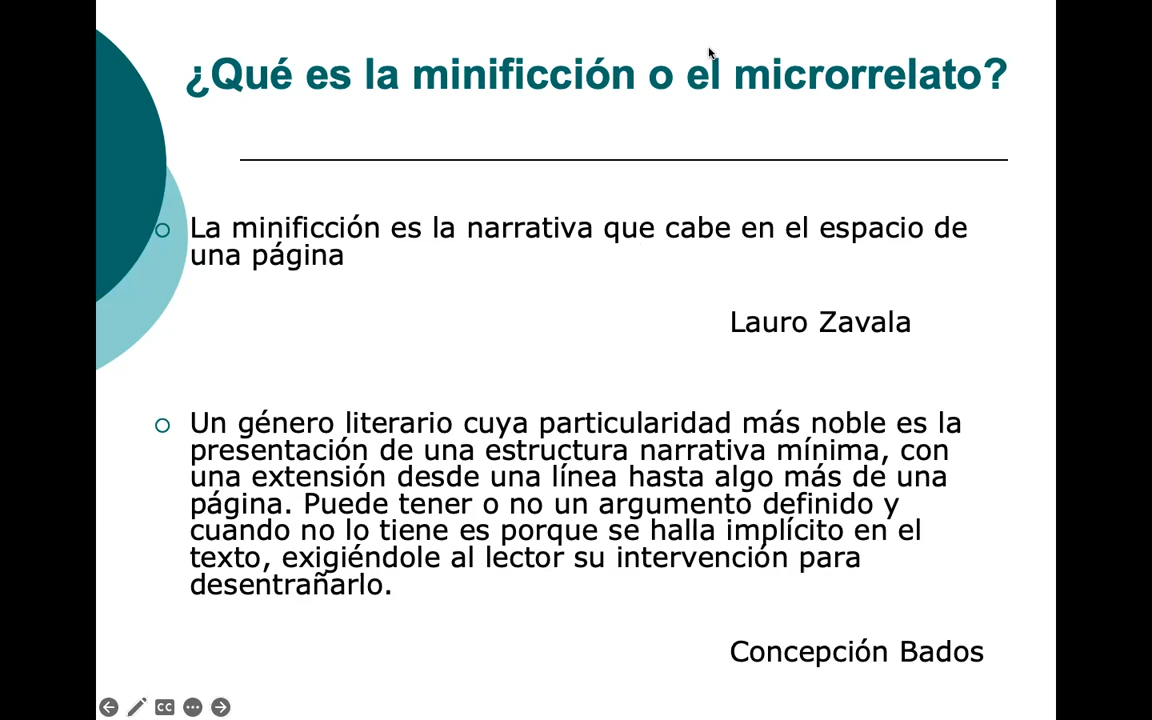 ¿Qué es la minificción o el microrrelato?
La minificción es la narrativa que cabe en el espacio de
una página
Lauro Zavala
Un género literario cuya particularidad más noble es la
presentación de una estructura narrativa mínima, con
una extensión desde una línea hasta algo más de una
página. Puede tener o no un argumento definido y
cuando no lo tiene es porque se halla implícito en el
texto, exigiéndole al lector su intervención para
desentrañarlo.
Concepción Bados
CC